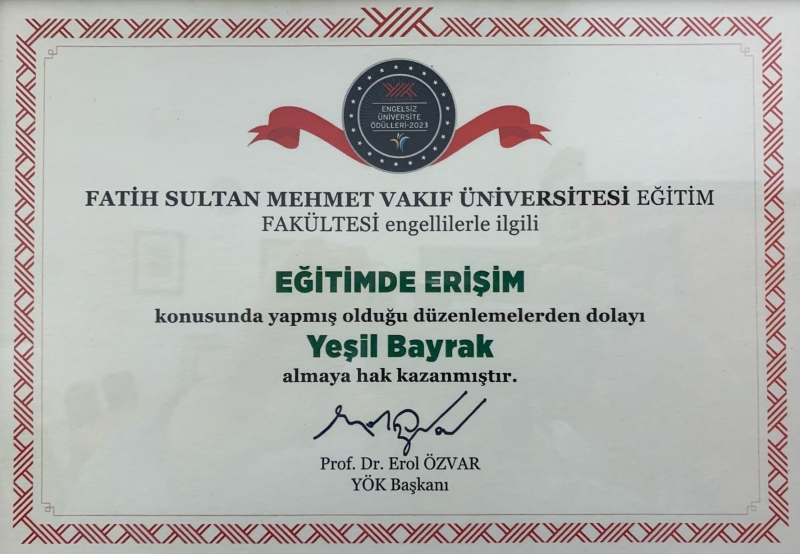 ENGELSİZ
ÜNİVERSİTE
ÖDÜLLERİ-2023
FATİH SULTAN MEHMET VAKIF ÜNİVERSİTESİ EĞİTİM
FAKÜLTESİ engellilerle ilgili
EĞİTİMDE ERİŞİM
konusunda yapmış olduğu düzenlemelerden dolayı
Yeşil Bayrak
almaya hak kazanmıştır.
Prof. Dr. Erol ÖZVAR
YÖK Başkanı